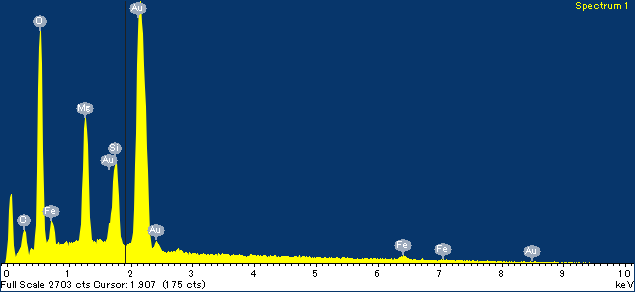 Spectrum 1
Au
O
Mg
Si
Au
C
Fe
Au
Fe
Fe
Au
0 1 2 3 4 5 6 7 8 9 10
Full Scale 2703 cts Cursor: 1.907 (175 cts) keV